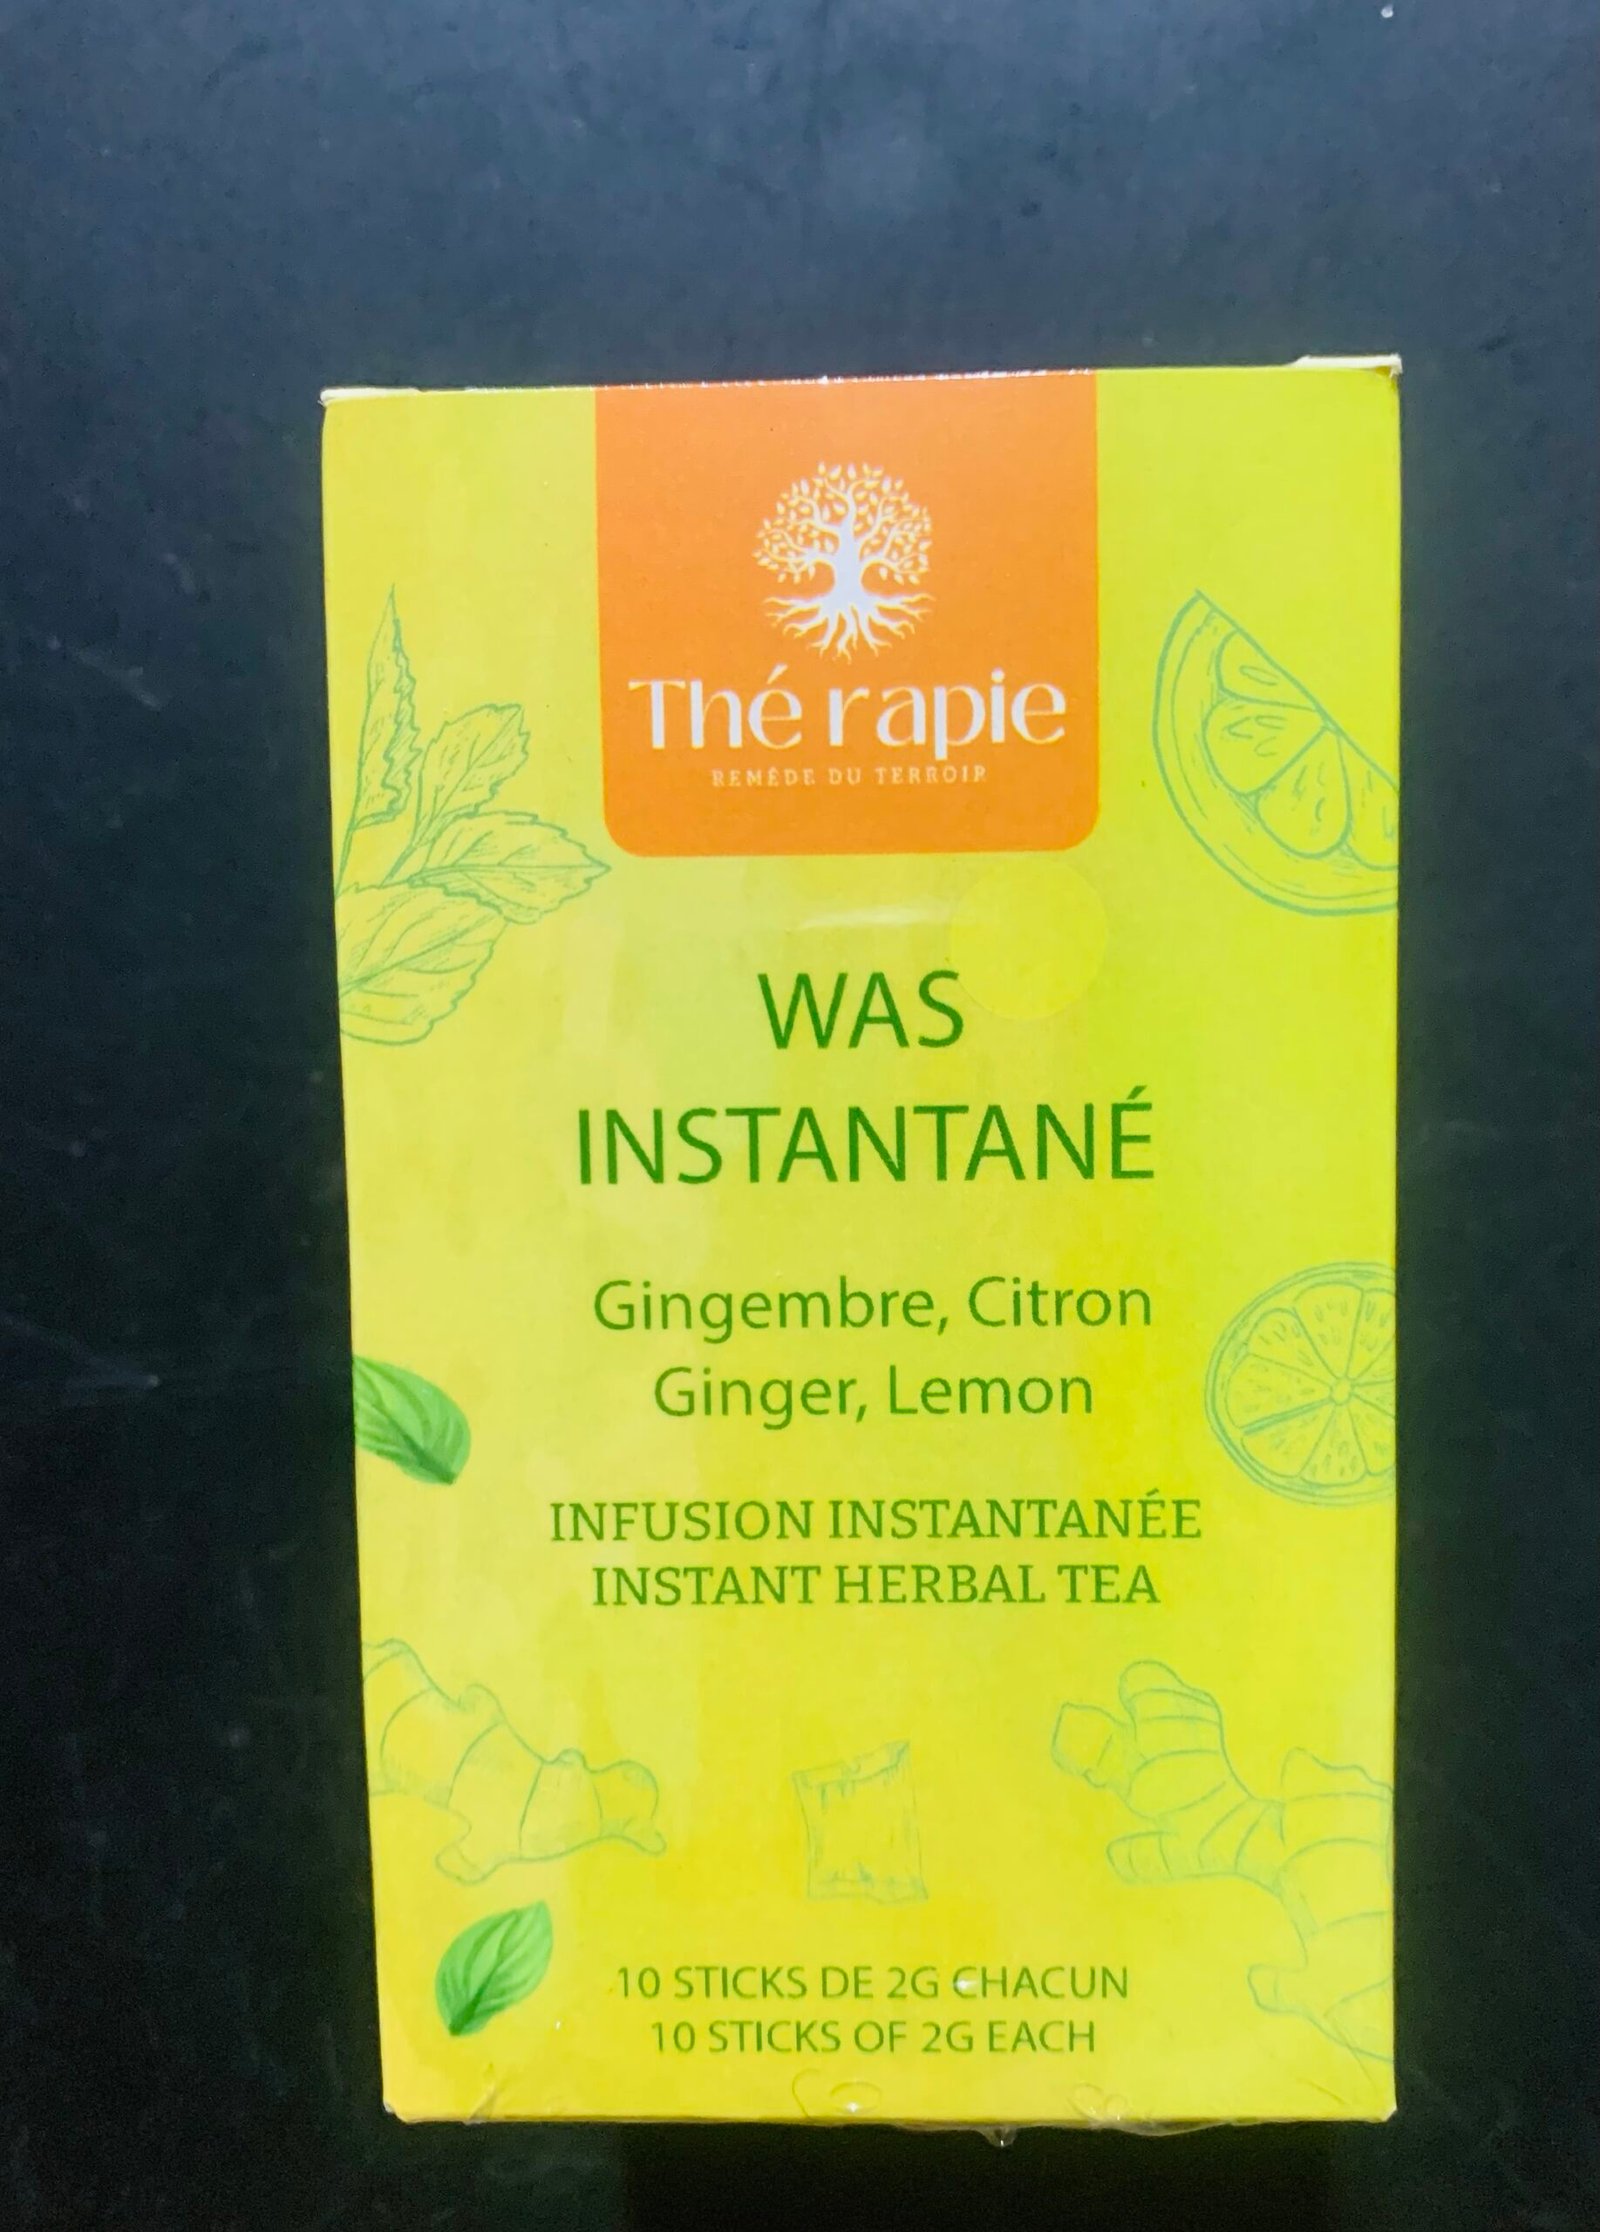 Thé rapie
REMÈDE DU TERROIR
WAS
INSTANTANÉ
Gingembre, Citron
Ginger, Lemon
INFUSION INSTANTANÉE
INSTANT HERBAL TEA
10 STICKS DE 2G CHACUN
10 STICKS OF 2G EACH